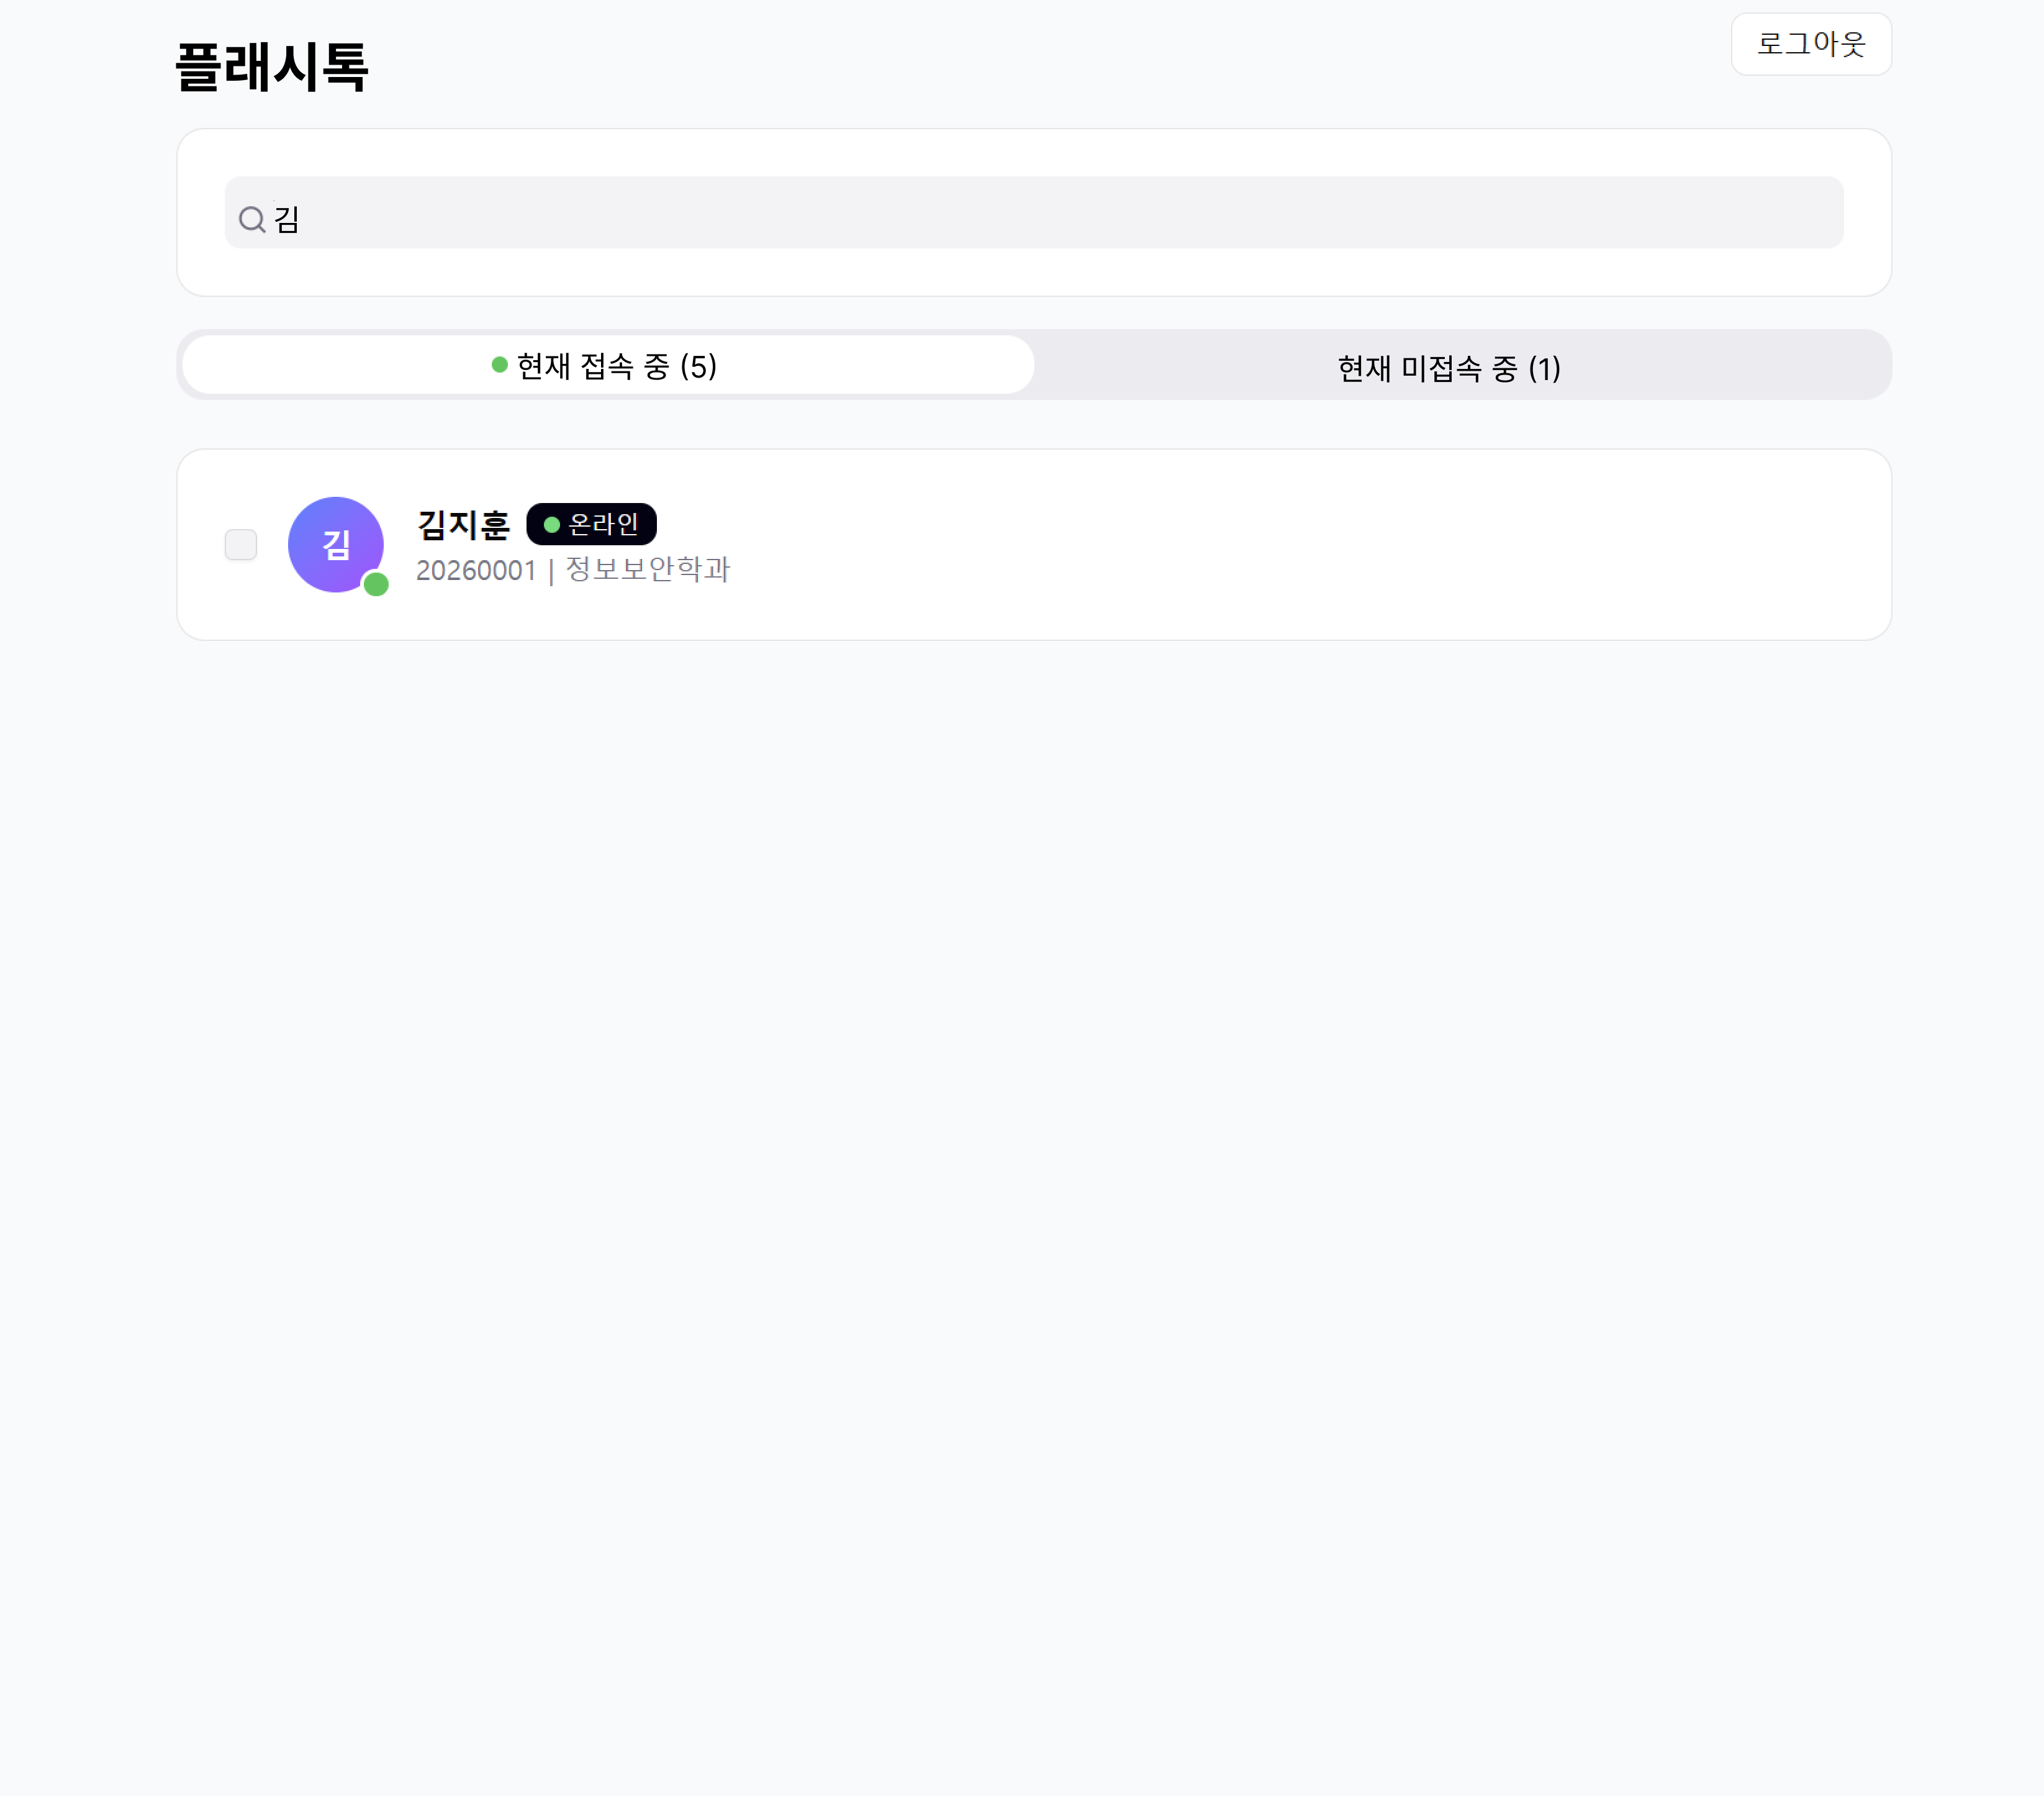 플래시톡
로그아웃
김
현재 접속 중 (5)
현재 미접속 중 (1)
김
김지훈
온라인
20260001 | 정보보안학과